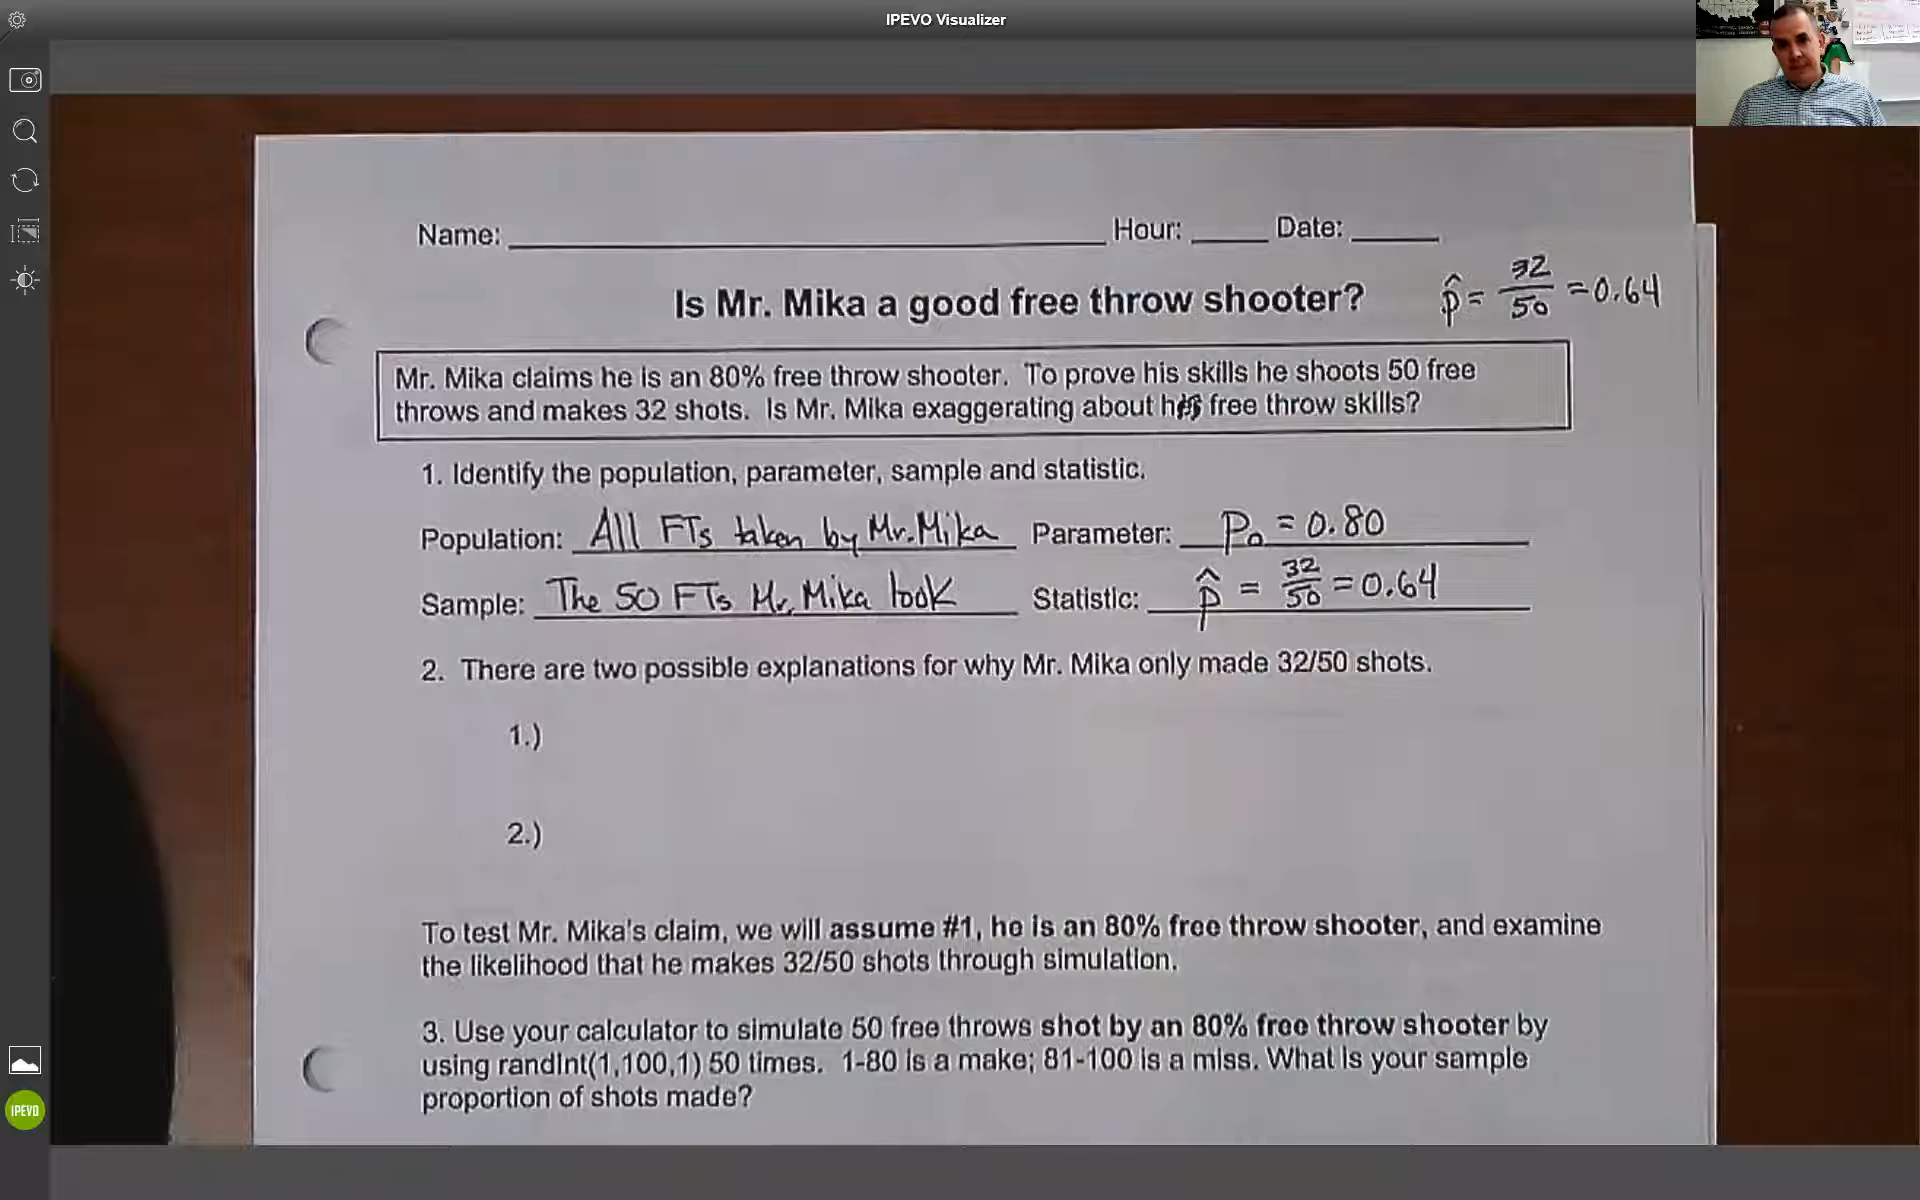 IPEVO Visualizer
Name: Hour: Date:
Is Mr. Mika a good free throw shooter?
p̂ = 32/50 = 0.64
Mr. Mika claims he is an 80% free throw shooter. To prove his skills he shoots 50 free
throws and makes 32 shots. Is Mr. Mika exaggerating about his free throw skills?
1. Identify the population, parameter, sample and statistic.
Population: All FTs taken by Mr. Mika Parameter: P₀ = 0.80
Sample: The 50 FTs Mr. Mika took Statistic: p̂ = 32/50 = 0.64
2. There are two possible explanations for why Mr. Mika only made 32/50 shots.
1.)
2.)
To test Mr. Mika's claim, we will assume #1, he is an 80% free throw shooter, and examine
the likelihood that he makes 32/50 shots through simulation.
3. Use your calculator to simulate 50 free throws shot by an 80% free throw shooter by
using randInt(1,100,1) 50 times. 1-80 is a make; 81-100 is a miss. What is your sample
proportion of shots made?
IPEVO